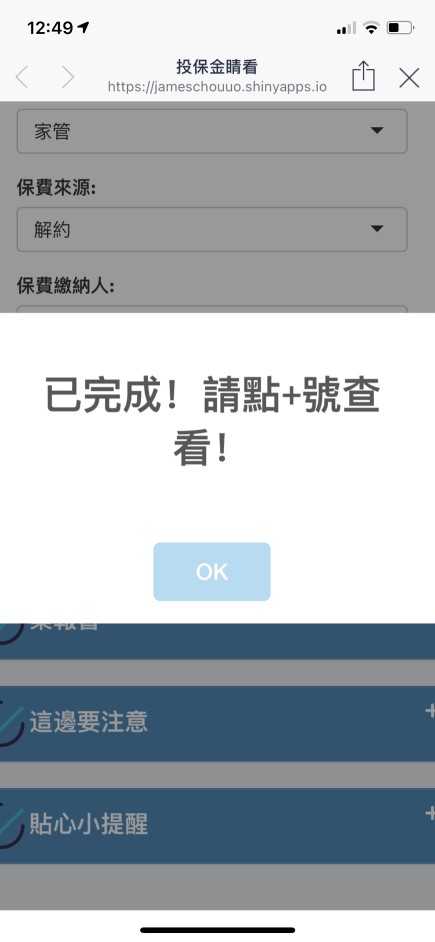 12:49
投保金睛看
https://jameschouuo.shinyapps.io
家管
保費來源:
解約
保費繳納人:
已完成！請點+號查
看！
OK
這邊要注意
+
貼心小提醒
+